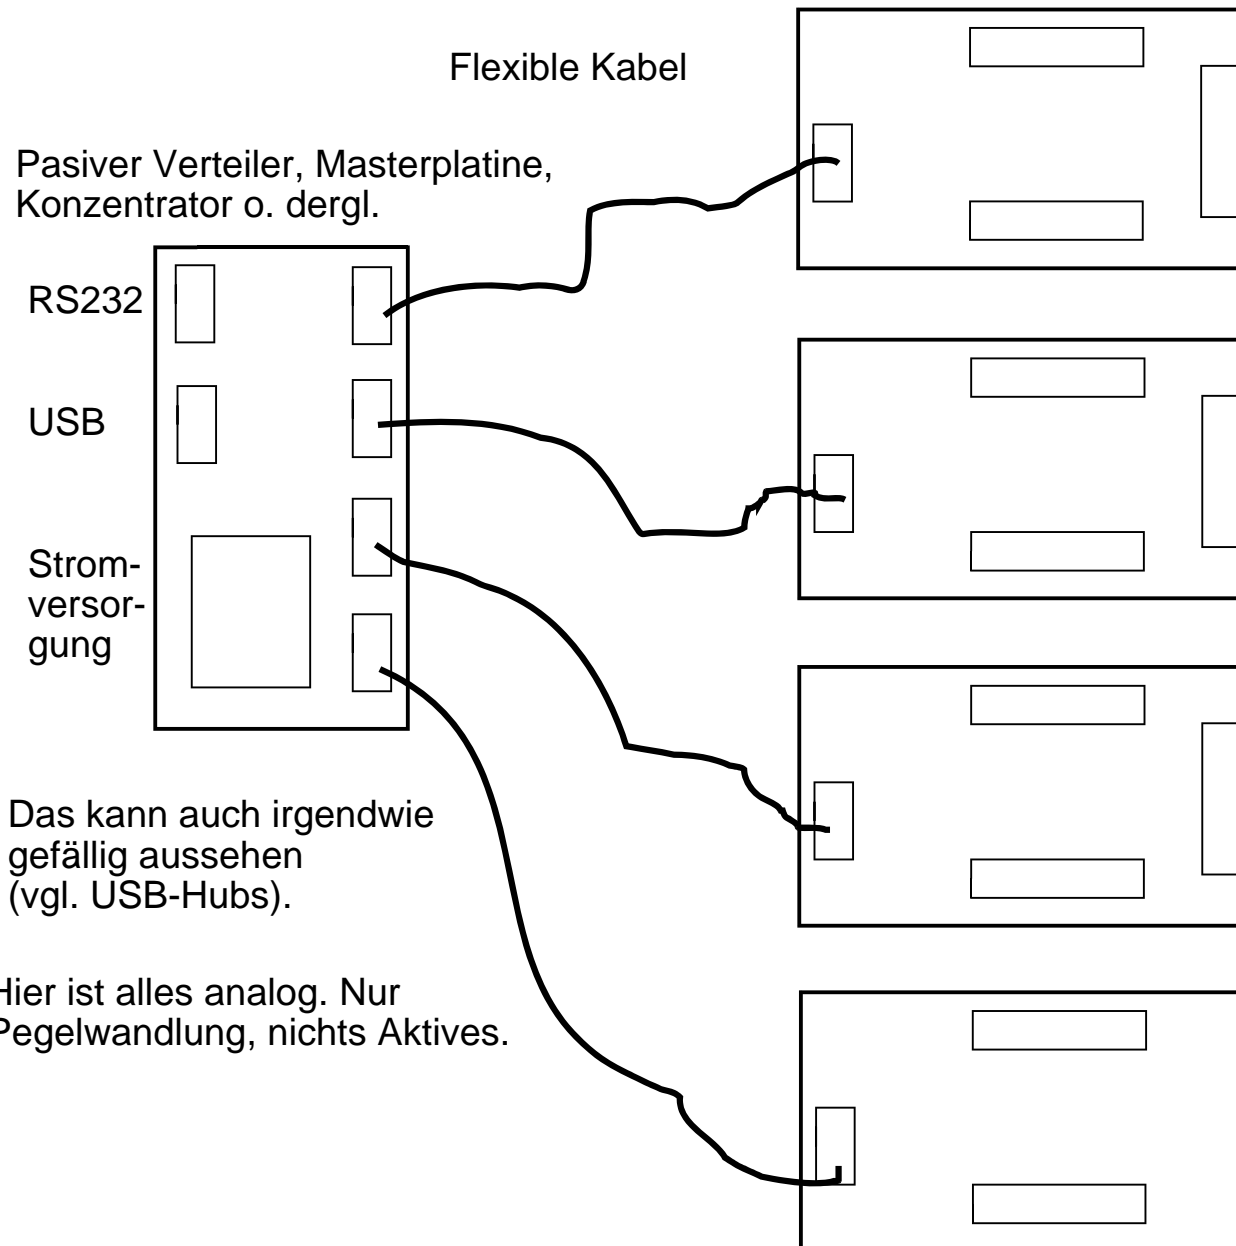 Flexible Kabel
Pasiver Verteiler, Masterplatine,
Konzentrator o. dergl.
RS232
USB
Strom-
versor-
gung
Das kann auch irgendwie
gefällig aussehen
(vgl. USB-Hubs).
Hier ist alles analog. Nur
Pegelwandlung, nichts Aktives.